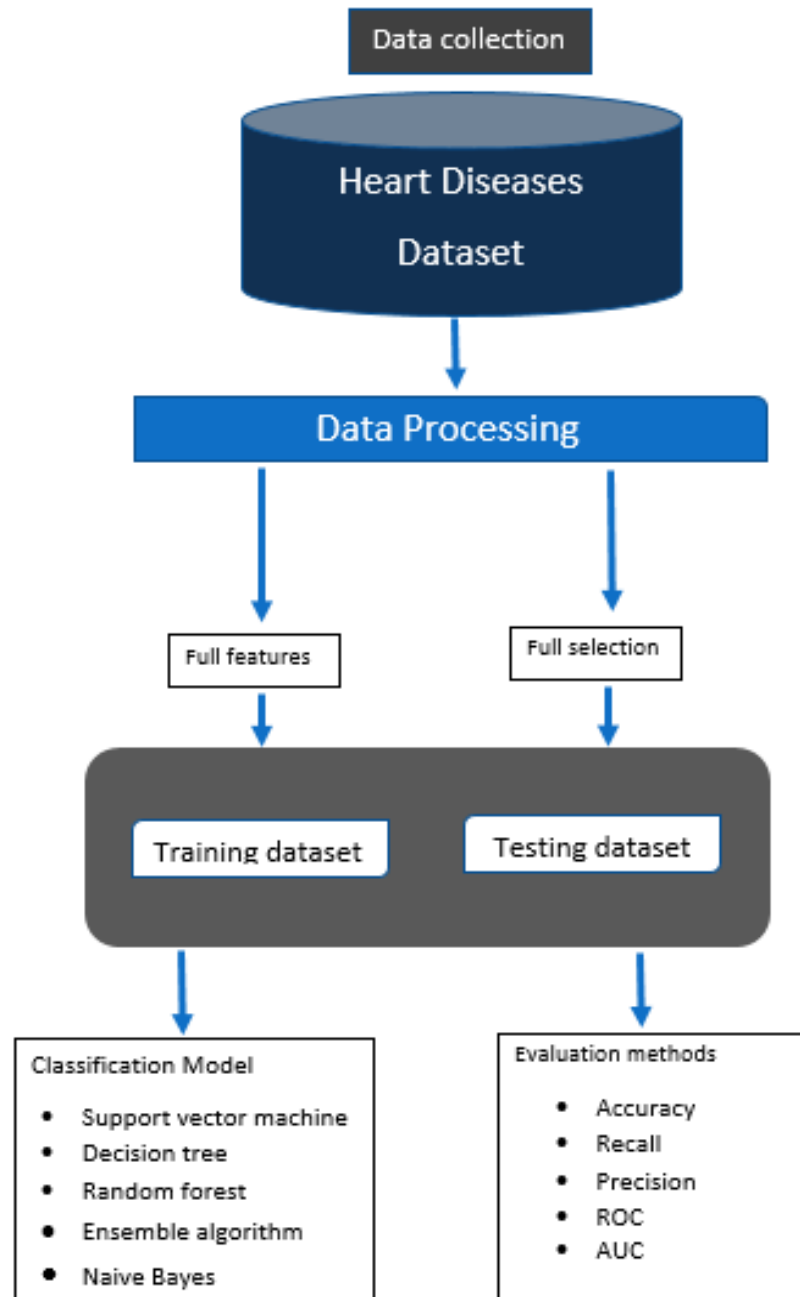 Data collection
Heart Diseases
Dataset
Data Processing
Full features
Full selection
Training dataset
Testing dataset
Classification Model
• Support vector machine
• Decision tree
• Random forest
• Ensemble algorithm
• Naive Bayes
Evaluation methods
• Accuracy
• Recall
• Precision
• ROC
• AUC